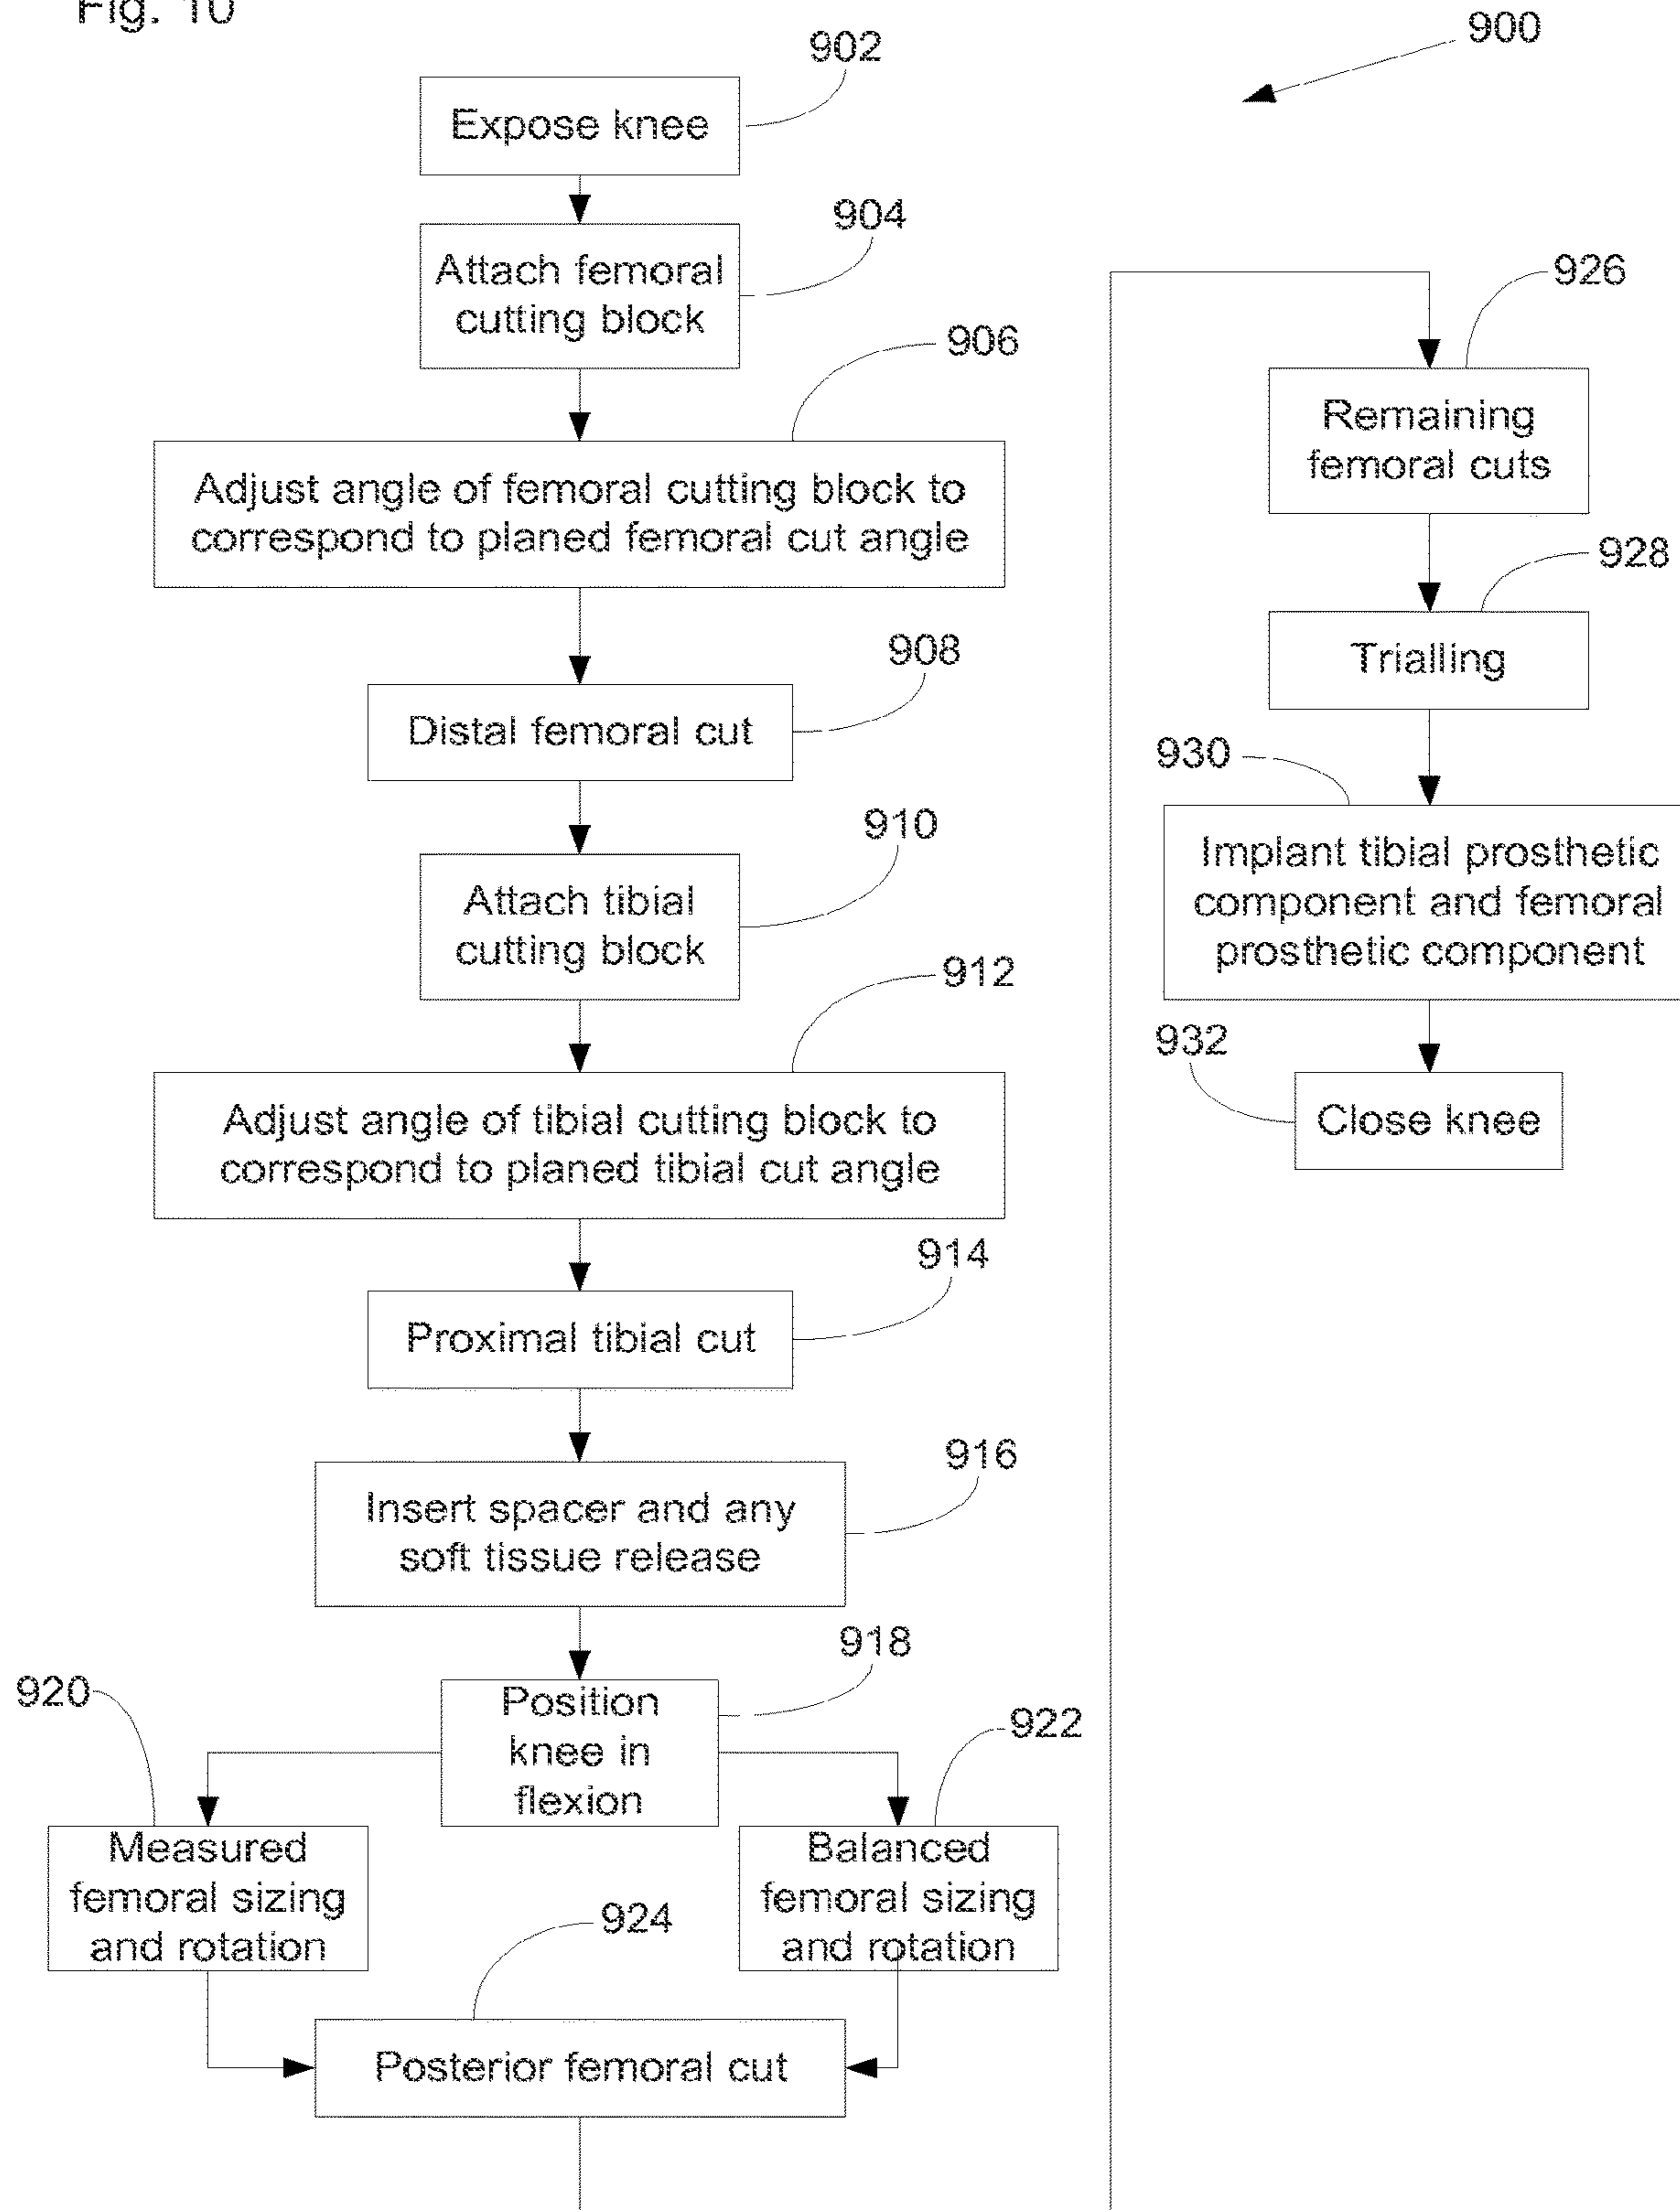 Fig. 10
900
902
Expose knee
904
Attach femoral
cutting block
906
Adjust angle of femoral cutting block to
correspond to planed femoral cut angle
908
Distal femoral cut
910
Attach tibial
cutting block
912
Adjust angle of tibial cutting block to
correspond to planed tibial cut angle
914
Proximal tibial cut
916
Insert spacer and any
soft tissue release
918
Position
knee in
flexion
920
Measured
femoral sizing
and rotation
922
Balanced
femoral sizing
and rotation
924
Posterior femoral cut
926
Remaining
femoral cuts
928
Trialling
930
Implant tibial prosthetic
component and femoral
prosthetic component
932
Close knee